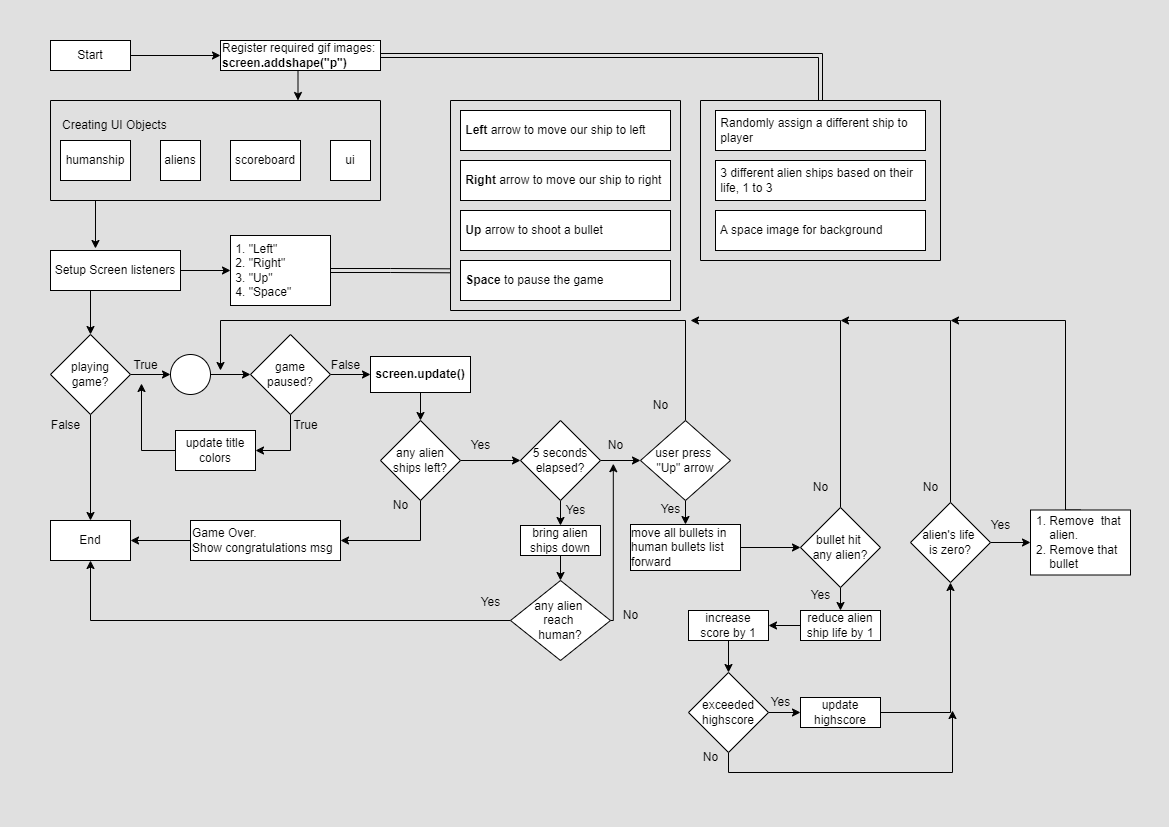 Start
Register required gif images:
screen.addshape("p")
Creating UI Objects
humanship
aliens
scoreboard
ui
Left arrow to move our ship to left
Right arrow to move our ship to right
Up arrow to shoot a bullet
Space to pause the game
Randomly assign a different ship to
player
3 different alien ships based on their
life, 1 to 3
A space image for background
Setup Screen listeners
1. "Left"
2. "Right"
3. "Up"
4. "Space"
playing
game?
True
False
game
paused?
False
True
screen.update()
update title
colors
any alien
ships left?
Yes
No
5 seconds
elapsed?
No
Yes
user press
"Up" arrow
No
Yes
End
Game Over.
Show congratulations msg
bring alien
ships down
any alien
reach
human?
Yes
No
move all bullets in
human bullets list
forward
bullet hit
any alien?
No
Yes
alien's life
is zero?
No
Yes
1. Remove that
alien.
2. Remove that
bullet
reduce alien
ship life by 1
increase
score by 1
exceeded
highscore
Yes
No
update
highscore